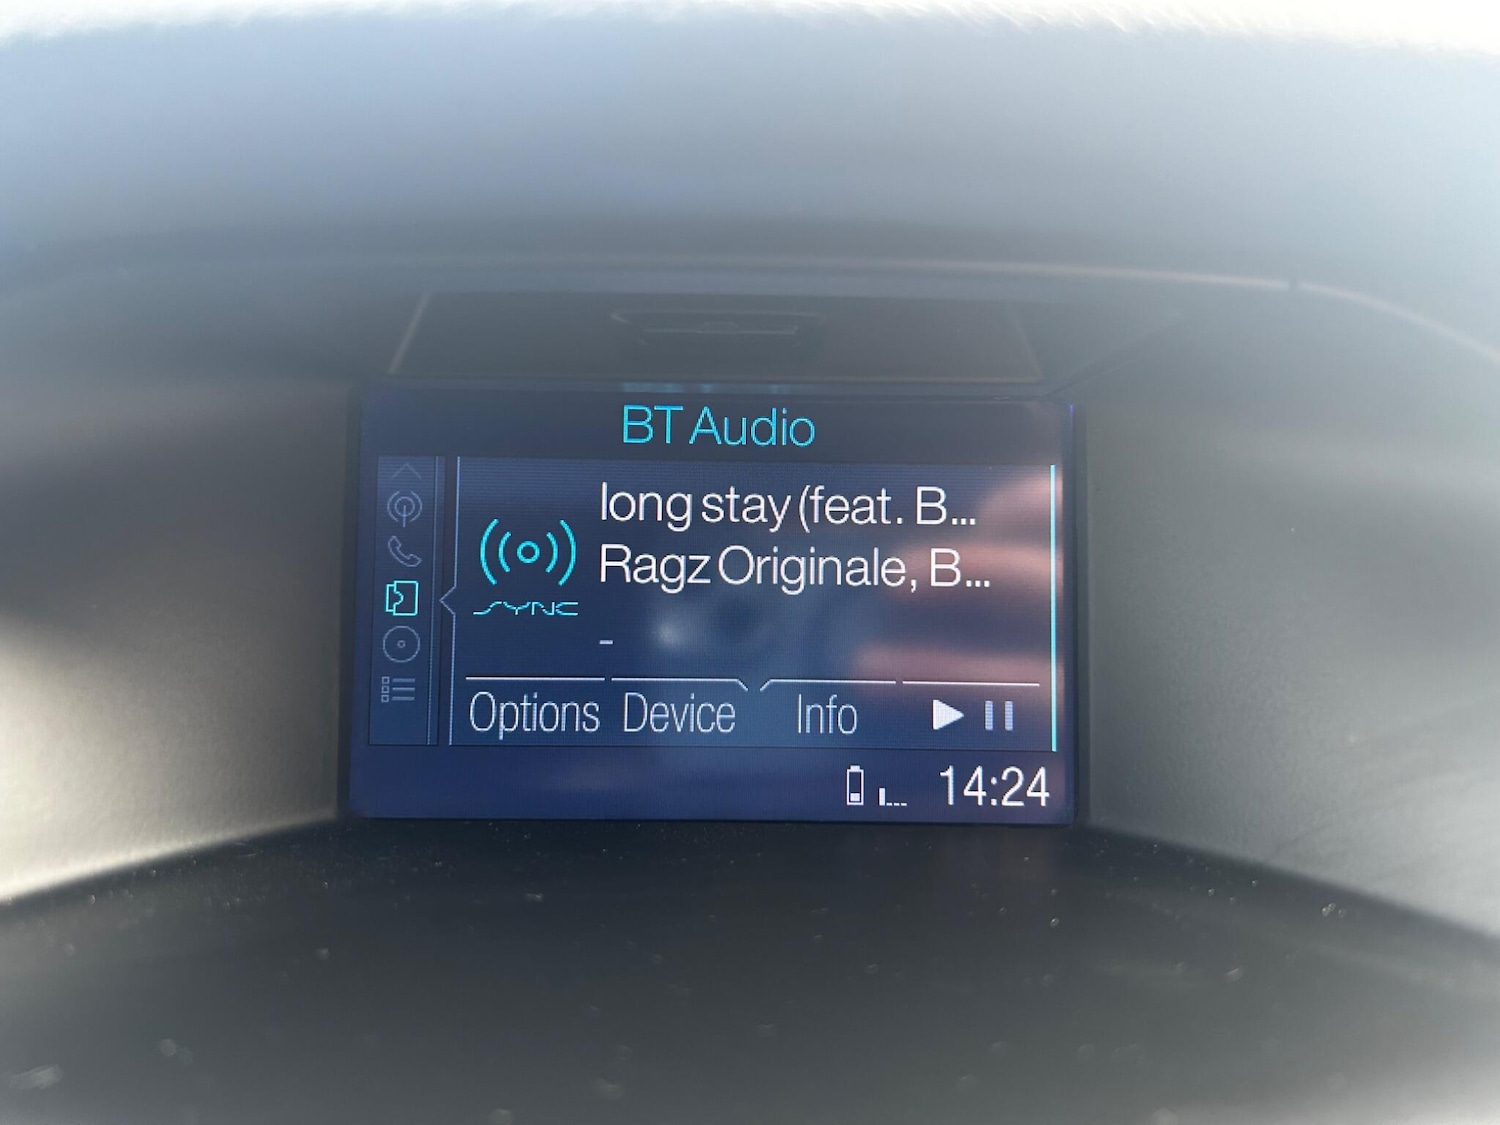 BT Audio
long stay (feat. B...
Ragz Originale, B...
SYNC
-
Options Device Info
14:24